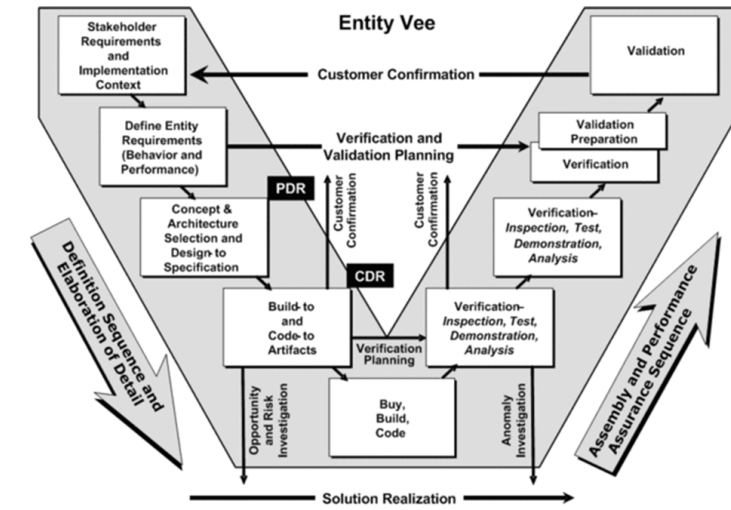 Entity Vee
Stakeholder
Requirements
and
Implementation
Context
Validation
Customer Confirmation
Define Entity
Requirements
(Behavior and
Performance)
Verification and
Validation Planning
Validation
Preparation
Verification
PDR
Concept &
Architecture
Selection and
Design-to
Specification
Customer
Confirmation
Customer
Confirmation
Verification-
Inspection, Test,
Demonstration,
Analysis
CDR
Build-to
and
Code-to
Artifacts
Verification
Planning
Verification-
Inspection, Test,
Demonstration,
Analysis
Definition Sequence and
Elaboration of Detail
Assembly and Performance
Assurance Sequence
Buy,
Build,
Code
Opportunity
and Risk
Investigation
Anomaly
Investigation
Solution Realization